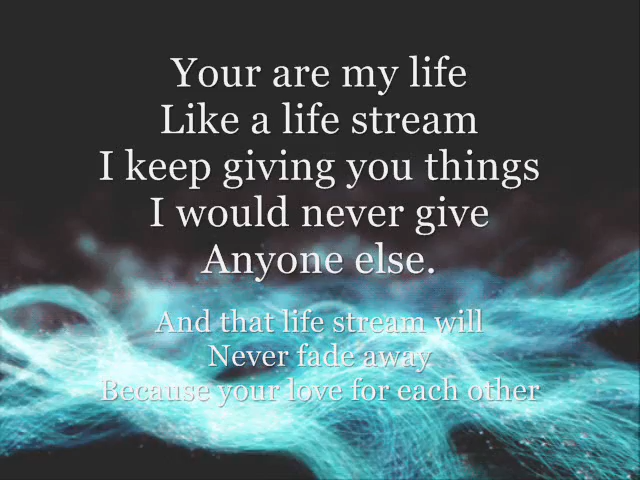 Your are my life
Like a life stream
I keep giving you things
I would never give
Anyone else.
And that life stream will
Never fade away
Because your love for each other